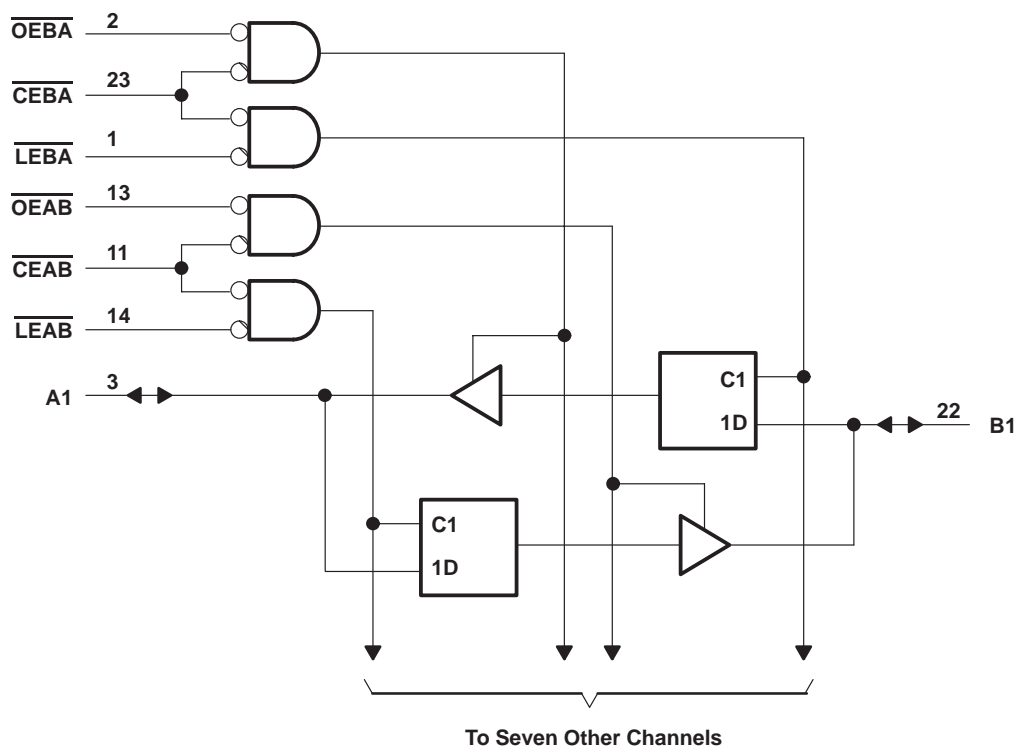 OEBA 2
CEBA 23
LEBA 1
OEAB 13
CEAB 11
LEAB 14
A1 3
C1
1D
22 B1
C1
1D
To Seven Other Channels